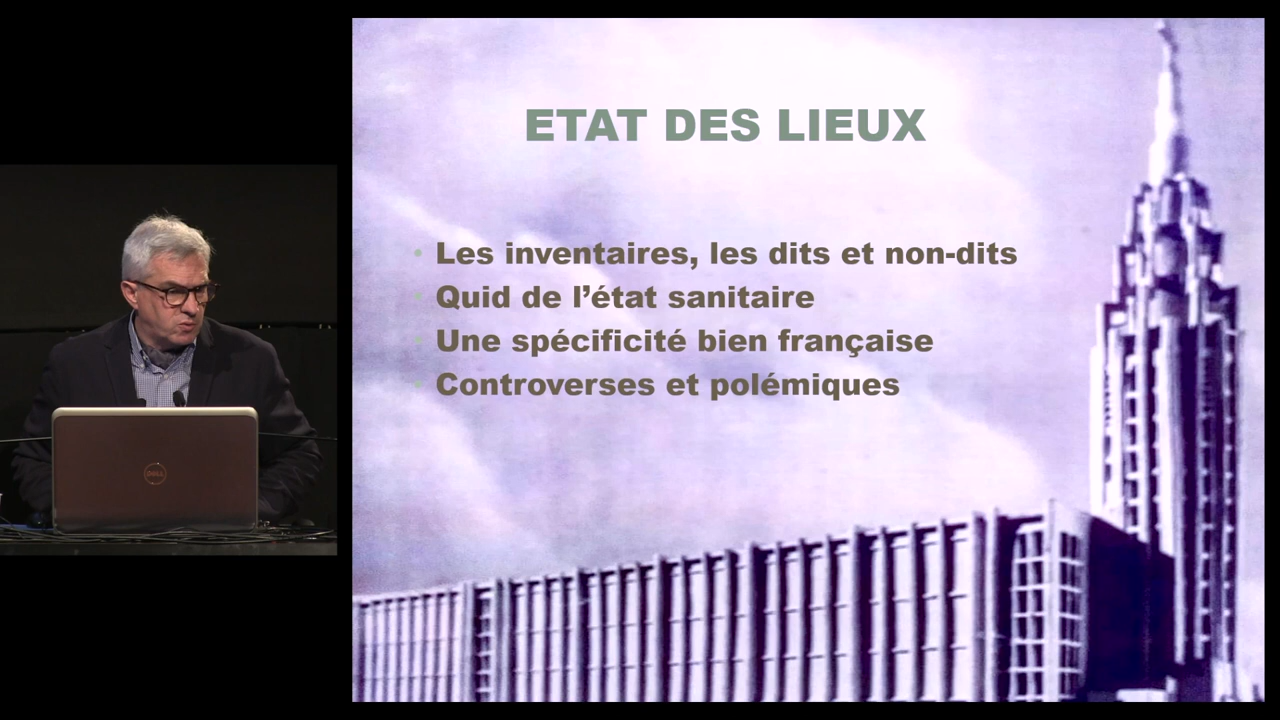 ETAT DES LIEUX
• Les inventaires, les dits et non-dits
• Quid de l’état sanitaire
• Une spécificité bien française
• Controverses et polémiques
DELL